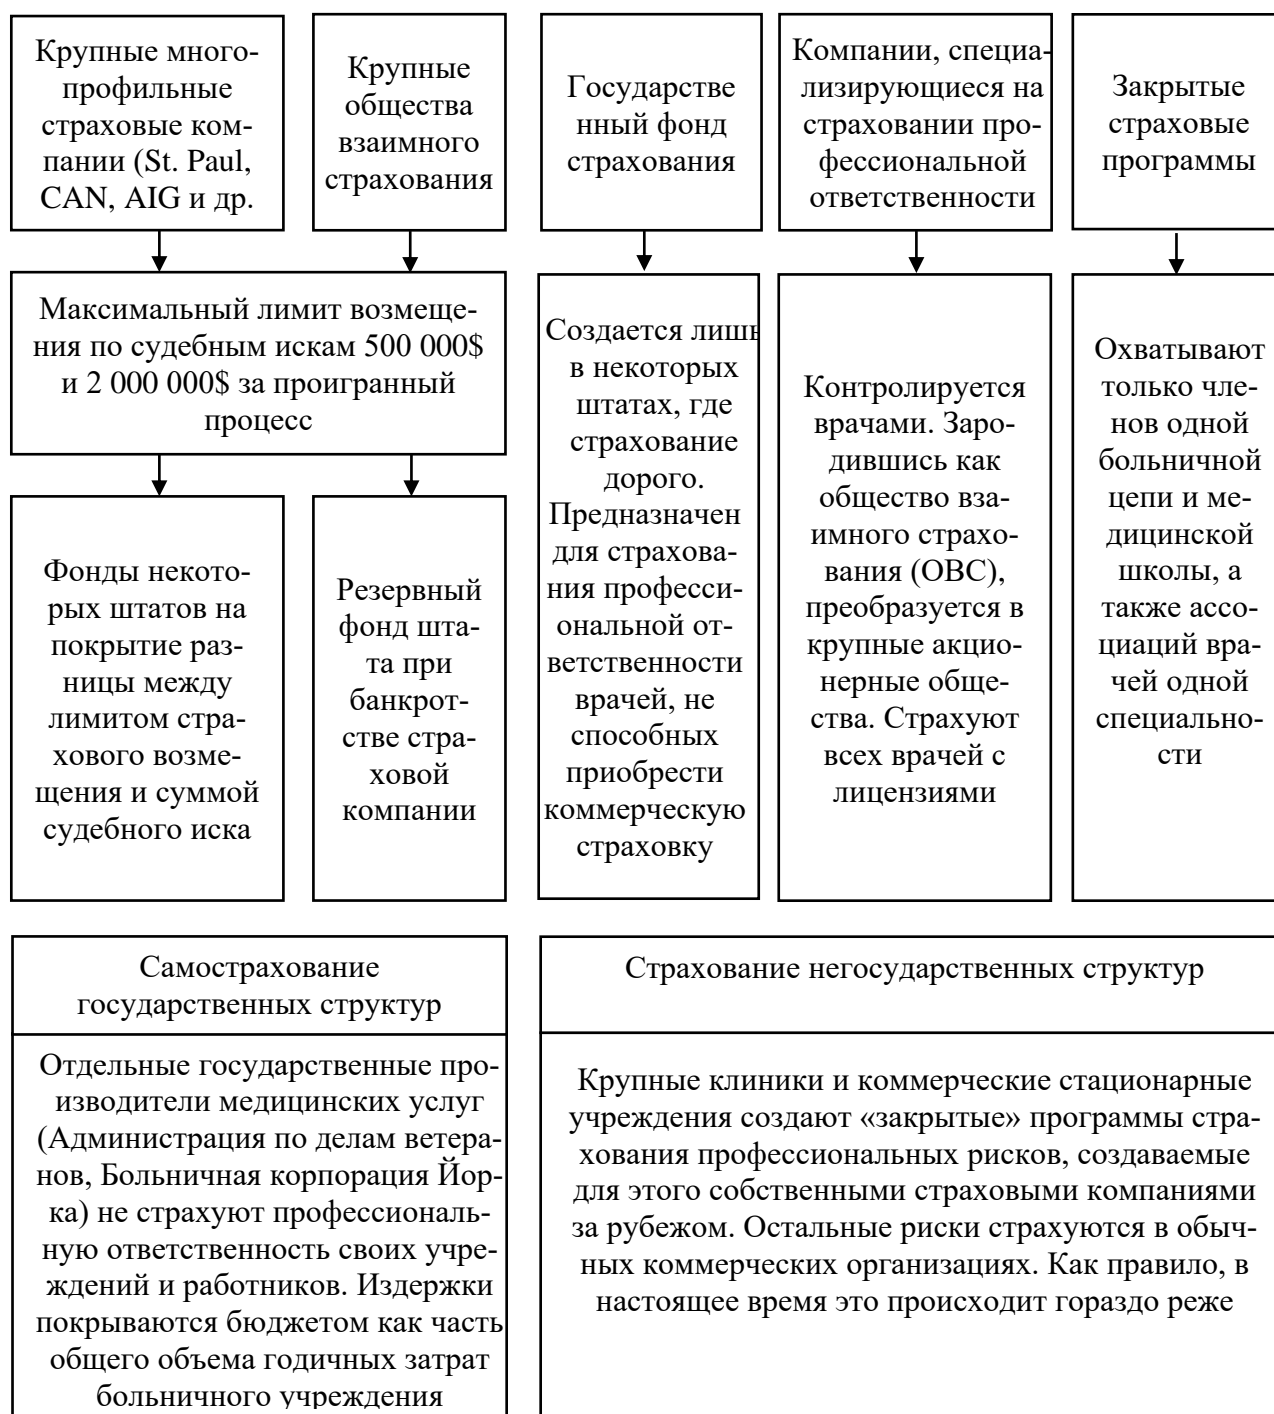 Крупные много-
профильные
страховые ком-
пании (St. Paul,
CAN, AIG и др.
Крупные
общества
взаимного
страхования
Государстве
нный фонд
страхования
Компании, специа-
лизирующиеся на
страховании про-
фессиональной
ответственности
Закрытые
страховые
программы
Максимальный лимит возмеще-
ния по судебным искам 500 000$
и 2 000 000$ за проигранный
процесс
Фонды некото-
рых штатов на
покрытие раз-
ницы между
лимитом стра-
хового возме-
щения и суммой
судебного иска
Резервный
фонд шта-
та при
банкрот-
стве стра-
ховой
компании
Создается лишь
в некоторых
штатах, где
страхование
дорого.
Предназначен
для страхова-
ния професси-
ональной от-
ветственности
врачей, не
способных
приобрести
коммерческую
страховку
Контролируется
врачами. Заро-
дившись как
общество вза-
имного страхо-
вания (ОВС),
преобразуется в
крупные акцио-
нерные обще-
ства. Страхуют
всех врачей с
лицензиями
Охватывают
только чле-
нов одной
больничной
цепи и ме-
дицинской
школы, а
также ассо-
циаций вра-
чей одной
специально-
сти
Самострахование
государственных структур
Отдельные государственные про-
изводители медицинских услуг
(Администрация по делам ветера-
нов, Больничная корпорация Йор-
ка) не страхуют профессиональ-
ную ответственность своих учре-
ждений и работников. Издержки
покрываются бюджетом как часть
общего объема годичных затрат
больничного учреждения
Страхование негосударственных структур
Крупные клиники и коммерческие стационарные
учреждения создают «закрытые» программы стра-
хования профессиональных рисков, создаваемые
для этого собственными страховыми компаниями
за рубежом. Остальные риски страхуются в обыч-
ных коммерческих организациях. Как правило, в
настоящее время это происходит гораздо реже